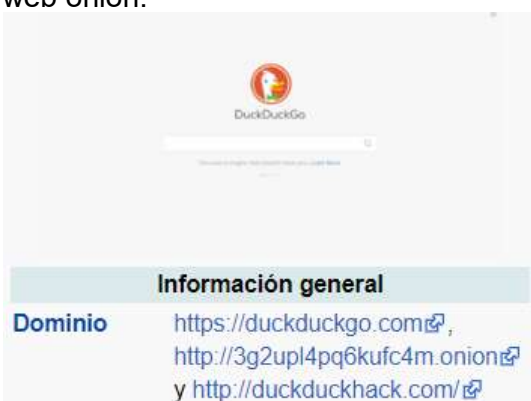 web onion.
DuckDuckGo
Información general
Dominio https://duckduckgo.com,
http://3g2upl4pq6kufc4m.onion
y http://duckduckhack.com/